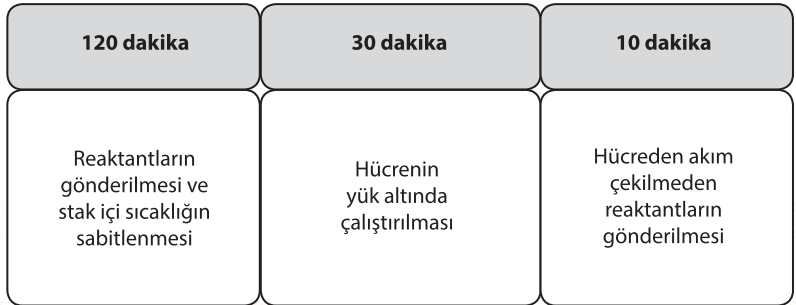 120 dakika
30 dakika
10 dakika
Reaktantların
gönderilmesi ve
stak içi sıcaklığın
sabitlenmesi
Hücrenin
yük altında
çalıştırılması
Hücreden akım
çekilmeden
reaktantların
gönderilmesi